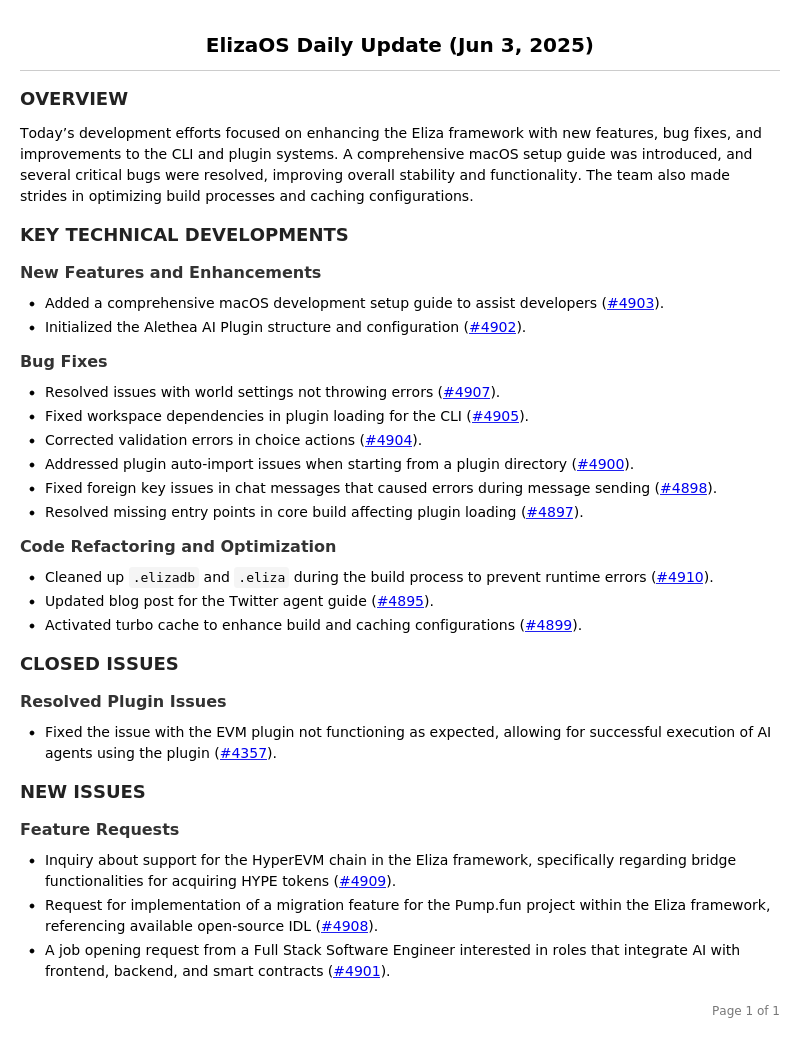 ElizaOS Daily Update (Jun 3, 2025)
OVERVIEW
Today’s development efforts focused on enhancing the Eliza framework with new features, bug fixes, and
improvements to the CLI and plugin systems. A comprehensive macOS setup guide was introduced, and
several critical bugs were resolved, improving overall stability and functionality. The team also made
strides in optimizing build processes and caching configurations.
KEY TECHNICAL DEVELOPMENTS
New Features and Enhancements
• Added a comprehensive macOS development setup guide to assist developers (#4903).
• Initialized the Alethea AI Plugin structure and configuration (#4902).
Bug Fixes
• Resolved issues with world settings not throwing errors (#4907).
• Fixed workspace dependencies in plugin loading for the CLI (#4905).
• Corrected validation errors in choice actions (#4904).
• Addressed plugin auto-import issues when starting from a plugin directory (#4900).
• Fixed foreign key issues in chat messages that caused errors during message sending (#4898).
• Resolved missing entry points in core build affecting plugin loading (#4897).
Code Refactoring and Optimization
• Cleaned up .elizadb and .eliza during the build process to prevent runtime errors (#4910).
• Updated blog post for the Twitter agent guide (#4895).
• Activated turbo cache to enhance build and caching configurations (#4899).
CLOSED ISSUES
Resolved Plugin Issues
• Fixed the issue with the EVM plugin not functioning as expected, allowing for successful execution of AI
agents using the plugin (#4357).
NEW ISSUES
Feature Requests
• Inquiry about support for the HyperEVM chain in the Eliza framework, specifically regarding bridge
functionalities for acquiring HYPE tokens (#4909).
• Request for implementation of a migration feature for the Pump.fun project within the Eliza framework,
referencing available open-source IDL (#4908).
• A job opening request from a Full Stack Software Engineer interested in roles that integrate AI with
frontend, backend, and smart contracts (#4901).
Page 1 of 1